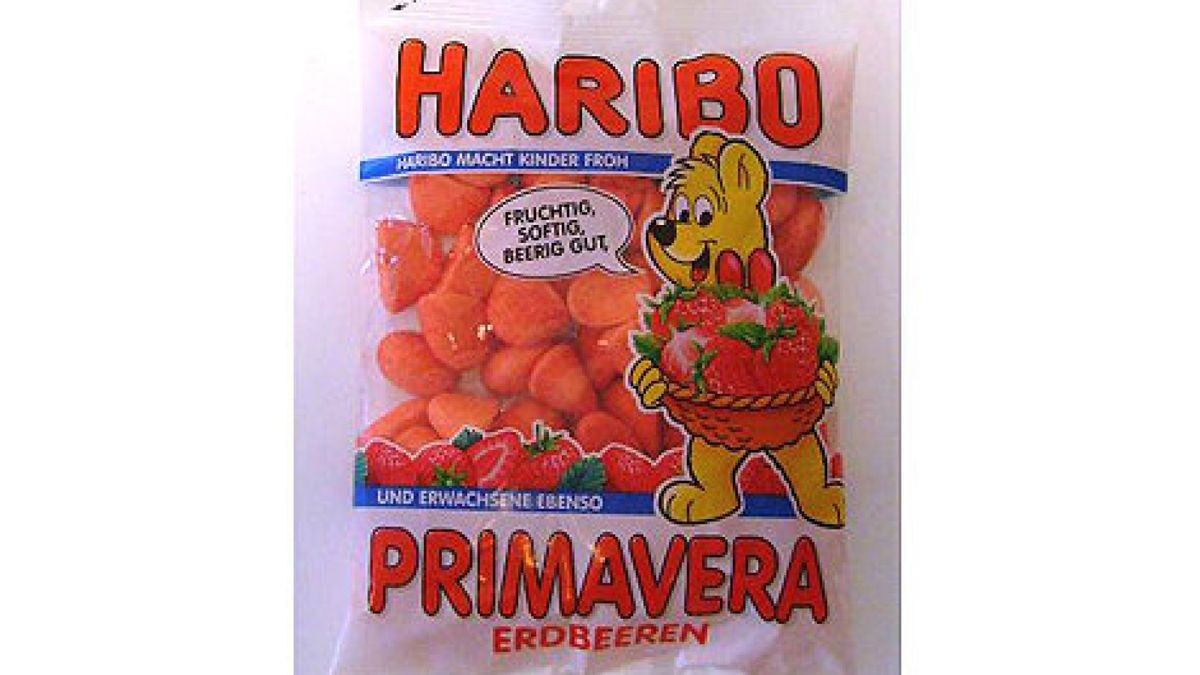 HARIBO
HARIBO MACHT KINDER FROH
FRUCHTIG,
SOFTIG,
BEERIG GUT,
UND ERWACHSENE EBENSO
PRIMAVERA
ERDBEEREN